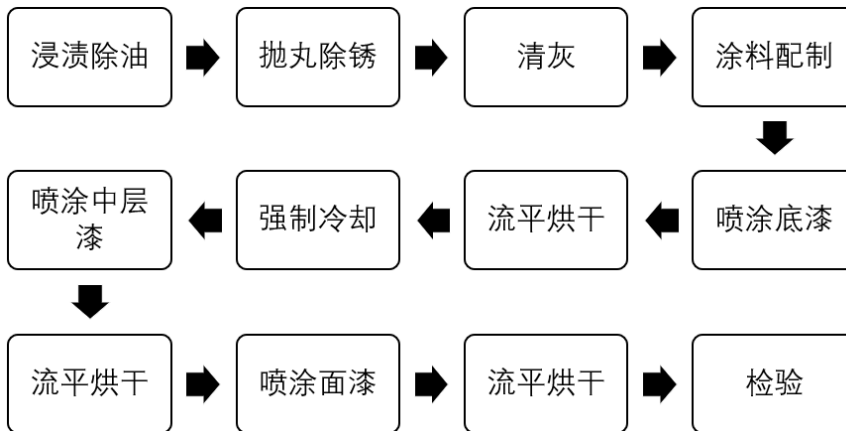 浸渍除油
抛丸除锈
清灰
涂料配制
喷涂底漆
流平烘干
强制冷却
喷涂中层
漆
流平烘干
喷涂面漆
流平烘干
检验